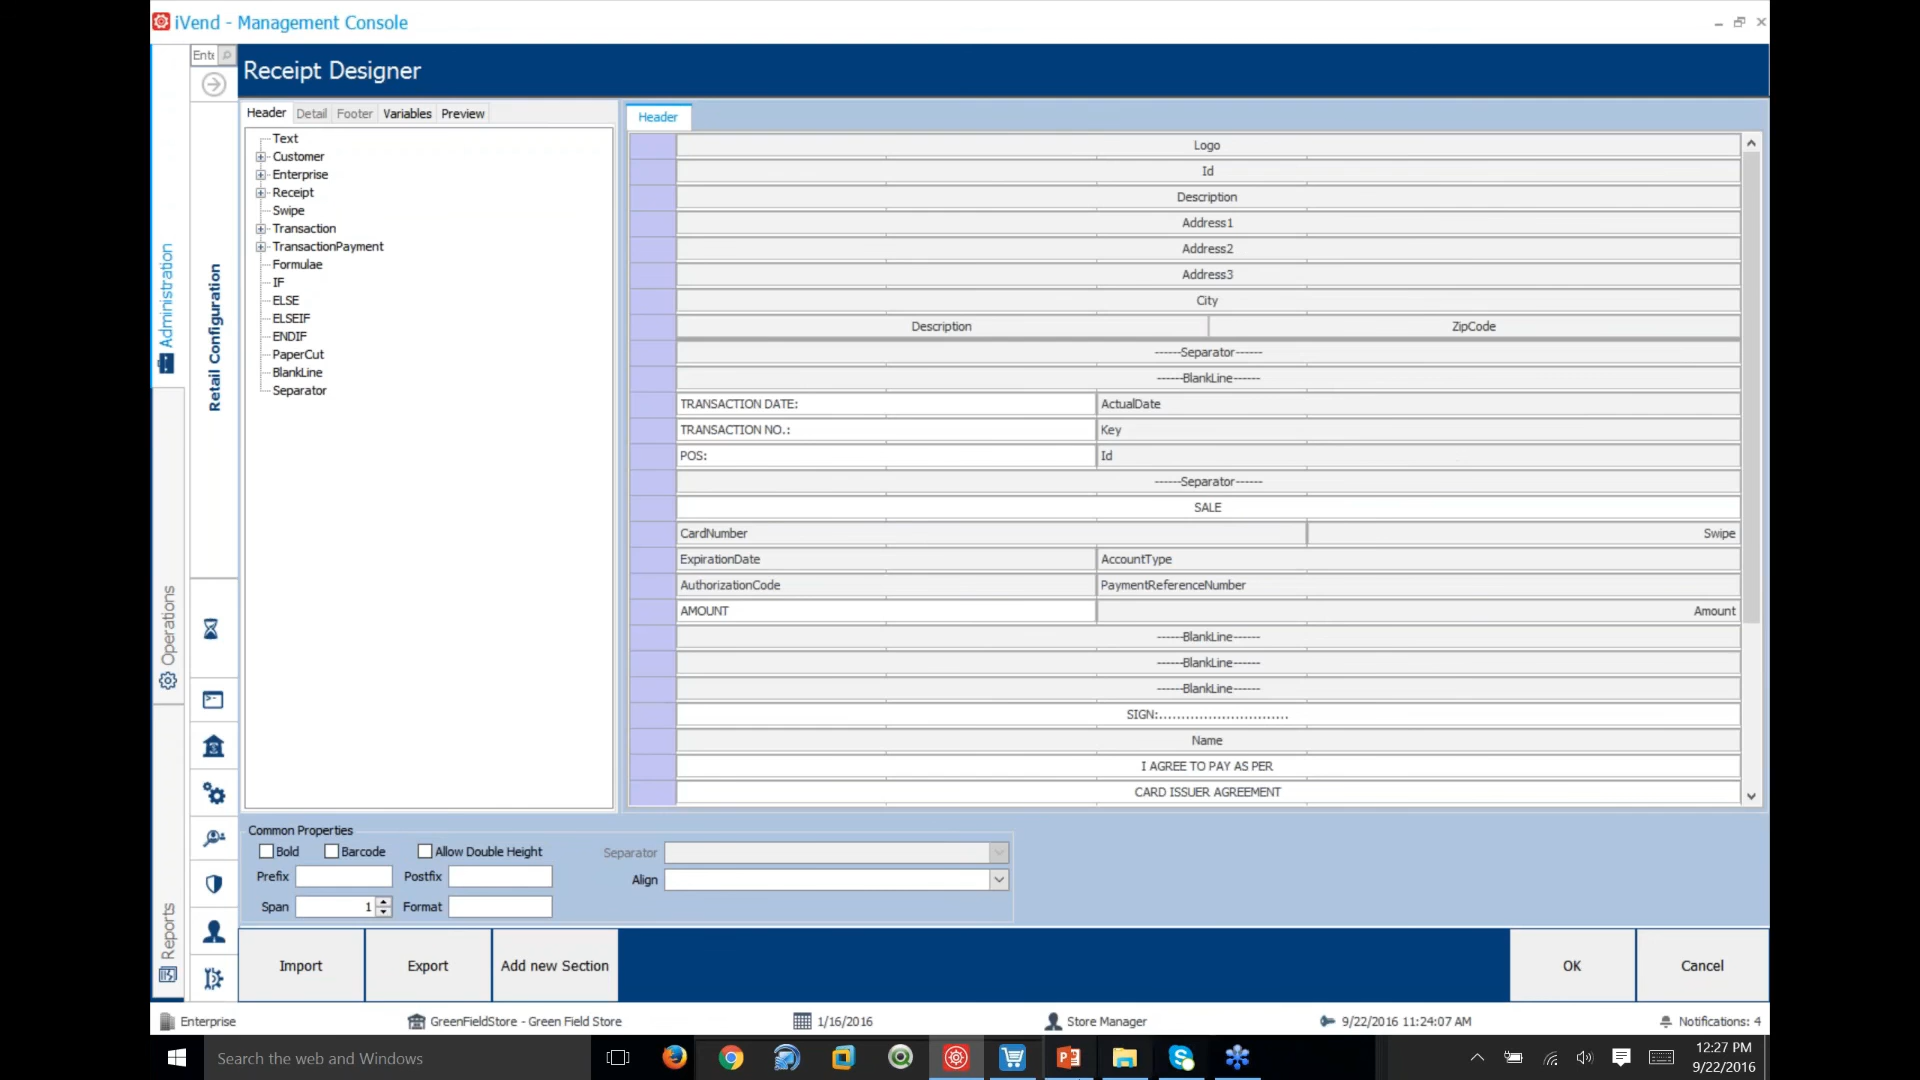 iVend - Management Console
Ente
Receipt Designer
Administration
Operations
Reports
Retail Configuration
Header Detail Footer Variables Preview
Text
Customer
Enterprise
Receipt
Swipe
Transaction
TransactionPayment
Formulae
IF
ELSE
ELSEIF
ENDIF
PaperCut
BlankLine
Separator
Header
Logo
Id
Description
Address1
Address2
Address3
City
Description ZipCode
------Separator------
------BlankLine------
TRANSACTION DATE: ActualDate
TRANSACTION NO.: Key
POS: Id
------Separator------
SALE
CardNumber Swipe
ExpirationDate AccountType
AuthorizationCode PaymentReferenceNumber
AMOUNT Amount
------BlankLine------
------BlankLine------
------BlankLine------
SIGN:.............................
Name
I AGREE TO PAY AS PER
CARD ISSUER AGREEMENT
Common Properties
Bold Barcode Allow Double Height Separator
Prefix Postfix Align
Span 1 Format
Import Export Add new Section OK Cancel
Enterprise GreenFieldStore - Green Field Store 1/16/2016 Store Manager 9/22/2016 11:24:07 AM Notifications: 4
Search the web and Windows
12:27 PM
9/22/2016